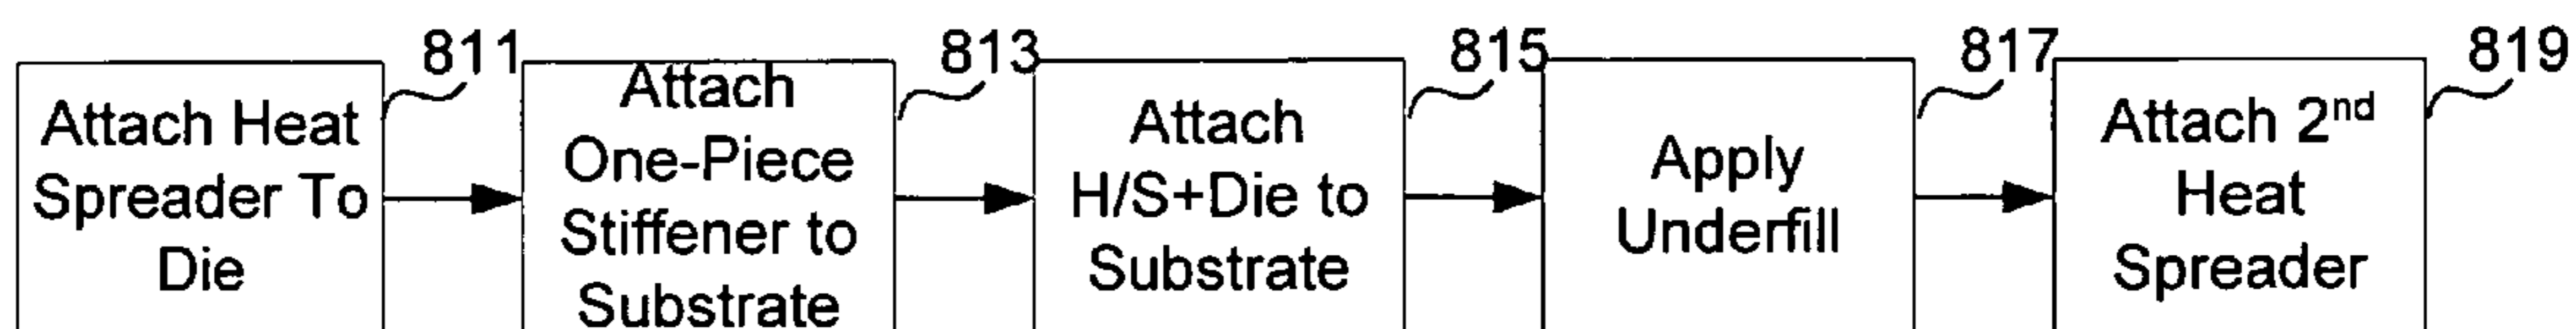 811
Attach Heat
Spreader To
Die
813
Attach
One-Piece
Stiffener to
Substrate
815
Attach
H/S+Die to
Substrate
817
Apply
Underfill
819
Attach 2nd
Heat
Spreader